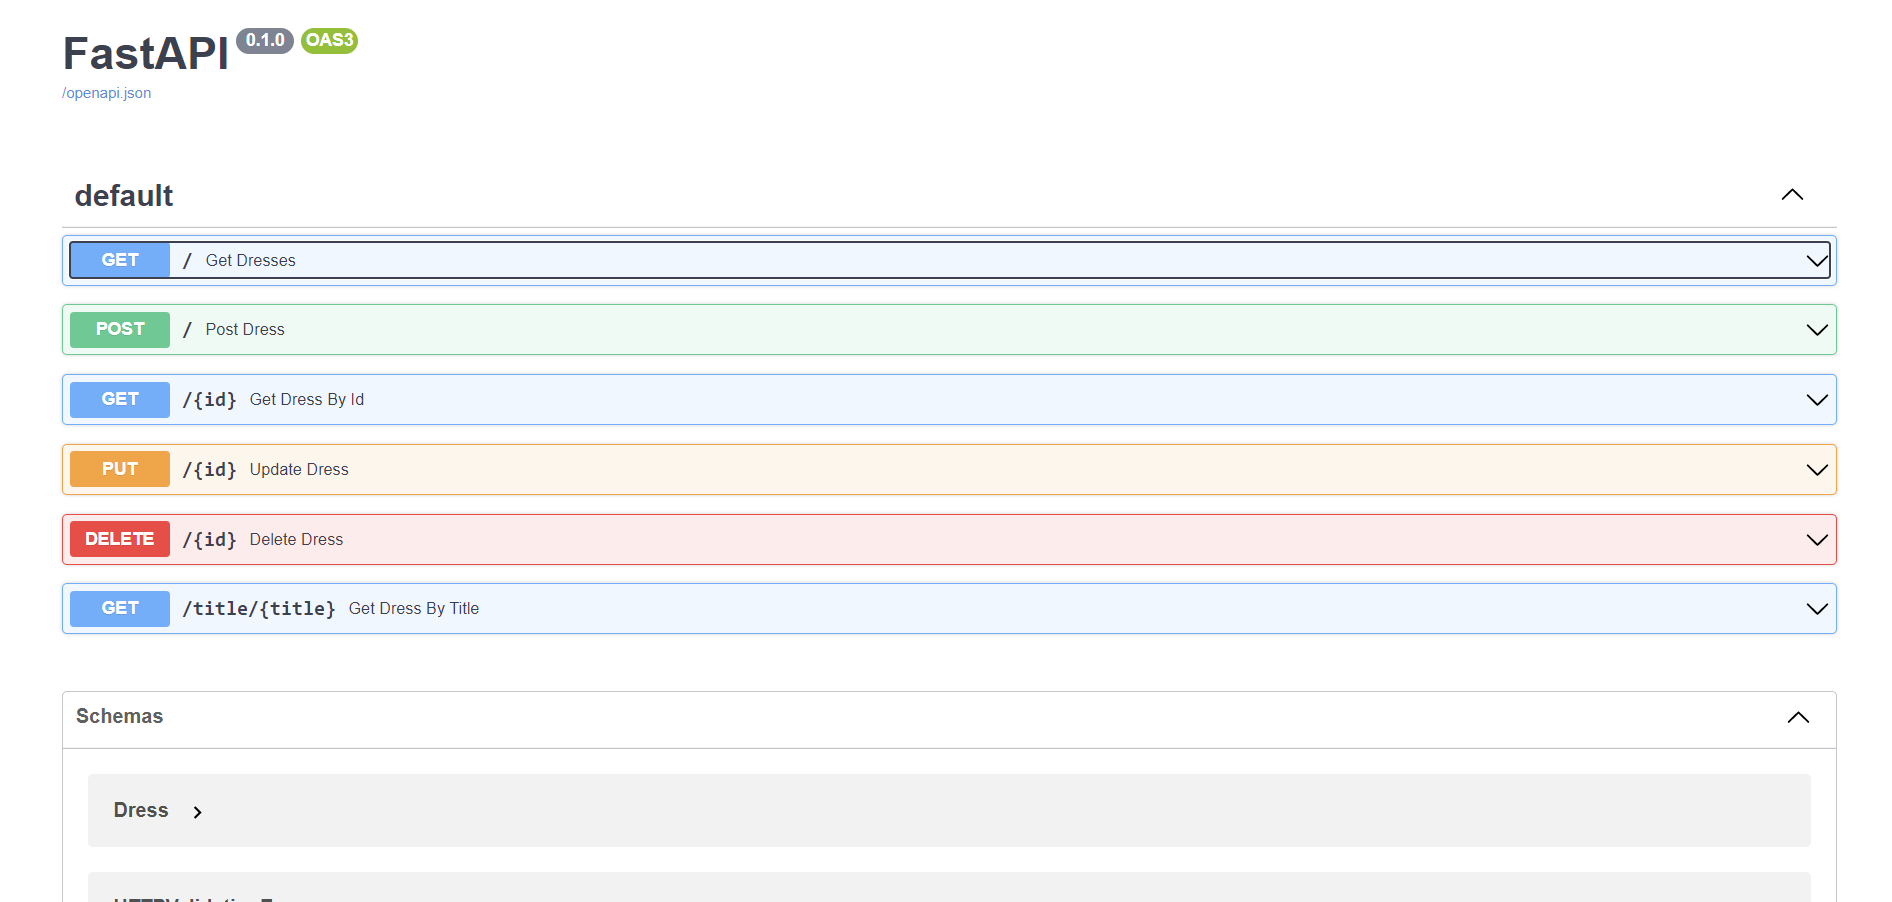 FastAPI 0.1.0 OAS3
/openapi.json
default
GET / Get Dresses
POST / Post Dress
GET /{id} Get Dress By Id
PUT /{id} Update Dress
DELETE /{id} Delete Dress
GET /title/{title} Get Dress By Title
Schemas
Dress